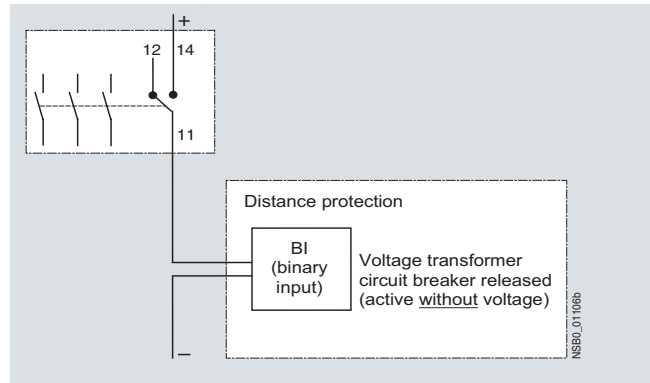 +
12 14
11
Distance protection
BI
(binary
input)
Voltage transformer
circuit breaker released
(active without voltage)
–
NSB0_01106b